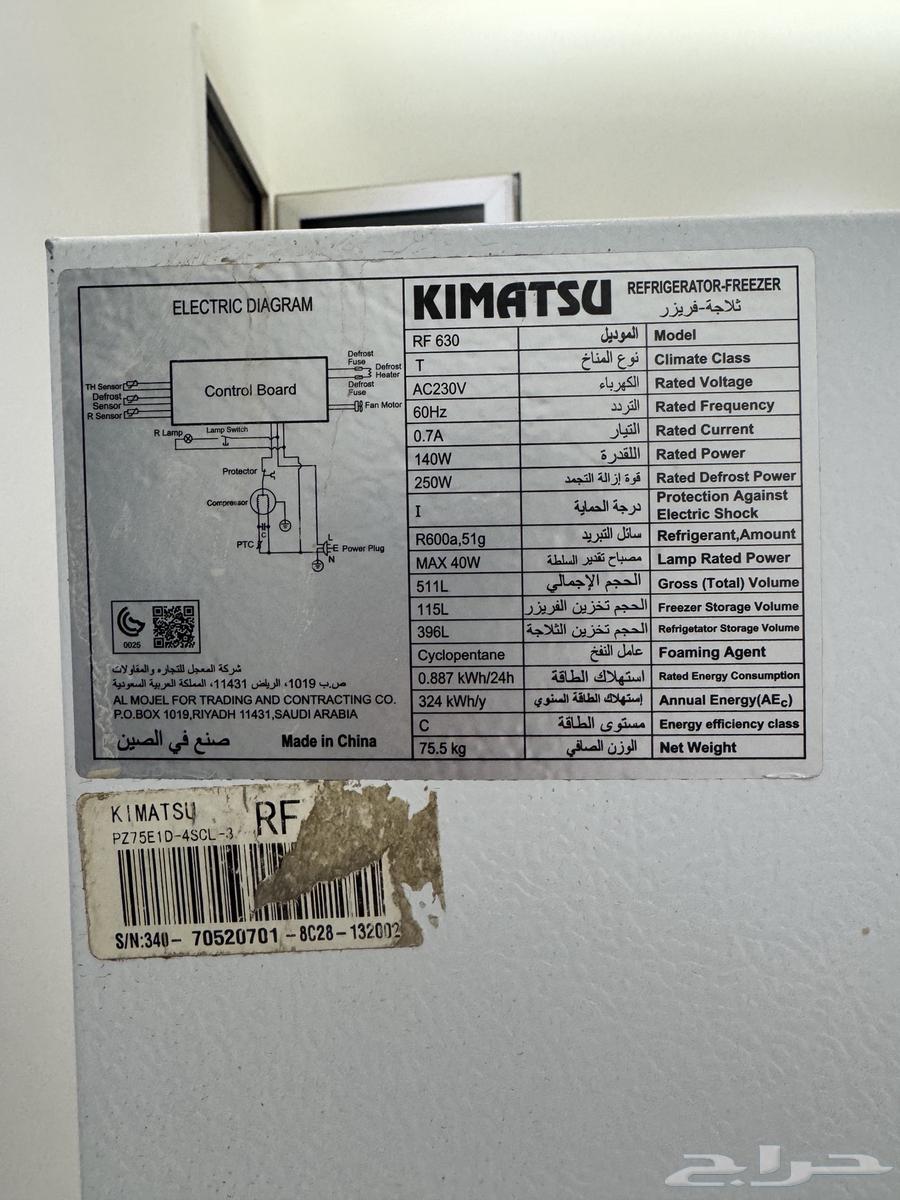 ELECTRIC DIAGRAM
Defrost
Fuse
Defrost
Heater
Defrost
Fuse
Fan Motor
Control Board
TH Sensor
Defrost
Sensor
R Sensor
R Lamp
Lamp Switch
Protector
Compressor
C
PTC
L
E
N
Power Plug
0025
شركة المعجل للتجاره والمقاولات
ص.ب ١٠١٩، الرياض ١١٤٣١، المملكة العربية السعودية
AL MOJEL FOR TRADING AND CONTRACTING CO.
P.O.BOX 1019,RIYADH 11431,SAUDI ARABIA
صنع في الصين Made in China
KIMATSU REFRIGERATOR-FREEZER
ثلاجة-فريزر
RF 630 الموديل Model
T نوع المناخ Climate Class
AC230V الكهرباء Rated Voltage
60Hz التردد Rated Frequency
0.7A التيار Rated Current
140W اللقدرة Rated Power
250W قوة إزالة التجمد Rated Defrost Power
I درجة الحماية Protection Against
Electric Shock
R600a,51g سائل التبريد Refrigerant,Amount
MAX 40W مصباح تقدير السلطة Lamp Rated Power
511L الحجم الإجمالي Gross (Total) Volume
115L الحجم تخزين الفريزر Freezer Storage Volume
396L الحجم تخزين الثلاجة Refrigetator Storage Volume
Cyclopentane عامل النفخ Foaming Agent
0.887 kWh/24h استهلاك الطاقة Rated Energy Consumption
324 kWh/y إستهلاك الطاقة السنوي Annual Energy(AEc)
C مستوى الطاقة Energy efficiency class
75.5 kg الوزن الصافي Net Weight
KIMATSU RF
PZ75E1D-4SCL-3
S/N:340- 70520701 -8C28-132002
حراج